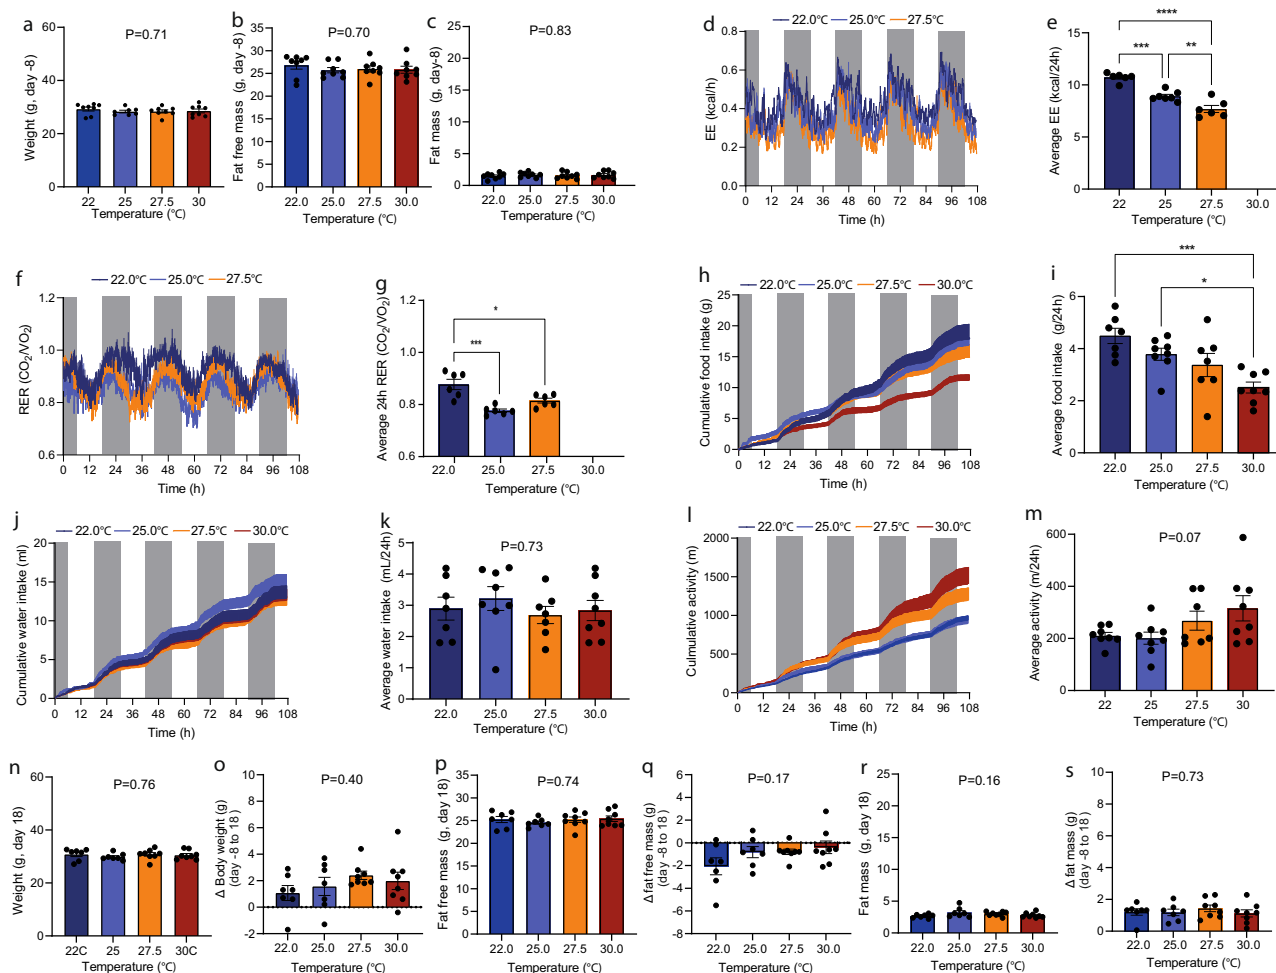 a
P=0.71
Weight (g, day -8)
60
40
20
0
22 25 27.5 30
Temperature (°C)
b
P=0.70
Fat free mass (g, day -8)
35
30
25
20
15
10
5
0
22.0 25.0 27.5 30.0
Temperature (°C)
c
P=0.83
Fat mass (g, day-8)
25
20
15
10
5
0
22.0 25.0 27.5 30.0
Temperature (°C)
d
22.0°C 25.0°C 27.5°C
EE (kcal/h)
0.8
0.6
0.4
0.2
0.0
0 12 24 36 48 60 72 84 96 108
Time (h)
e
****
*** **
Average EE (kcal/24h)
15
10
5
0
22 25 27.5 30.0
Temperature (°C)
f
22.0°C 25.0°C 27.5°C
RER (CO2/VO2)
1.2
1.0
0.8
0.6
0 12 24 36 48 60 72 84 96 108
Time (h)
g
*
***
Average 24h RER (CO2/VO2)
1.2
1.0
0.8
0.6
22.0 25.0 27.5 30.0
Temperature (°C)
h
22.0°C 25.0°C 27.5°C 30.0°C
Cumulative food intake (g)
25
20
15
10
5
0
0 12 24 36 48 60 72 84 96 108
Time (h)
i
***
*
Average food intake (g/24h)
6
4
2
0
22.0 25.0 27.5 30.0
Temperature (°C)
j
22.0°C 25.0°C 27.5°C 30.0°C
Cumulative water intake (ml)
20
15
10
5
0
0 12 24 36 48 60 72 84 96 108
Time (h)
k
P=0.73
Average water intake (mL/24h)
5
4
3
2
1
0
22.0 25.0 27.5 30.0
Temperature (°C)
l
22.0°C 25.0°C 27.5°C 30.0°C
Culmulative activity (m)
2000
1500
1000
500
0
0 12 24 36 48 60 72 84 96 108
Time (h)
m
P=0.07
Average activity (m/24h)
600
400
200
0
22 25 27.5 30.0
Temperature (°C)
n
P=0.76
Weight (g, day 18)
60
40
20
0
22C 25 27.5 30C
Temperature (°C)
o
P=0.40
Δ Body weight (g)
(day -8 to 18)
10
8
6
4
2
0
-2
22.0 25.0 27.5 30.0
Temperature (°C)
p
P=0.74
Fat free mass (g, day 18)
35
30
25
20
15
10
5
0
22.0 25.0 27.5 30.0
Temperature (°C)
q
P=0.17
Δ fat free mass (g)
(day -8 to 18)
6
4
2
0
-2
-4
-6
-8
22.0 25.0 27.5 30.0
Temperature (°C)
r
P=0.16
Fat mass (g, day 18)
25
20
15
10
5
0
22.0 25.0 27.5 30.0
Temperature (°C)
s
P=0.73
Δ fat mass (g)
(day -8 to 18)
10
8
6
4
2
0
22.0 25.0 27.5 30.0
Temperature (°C)